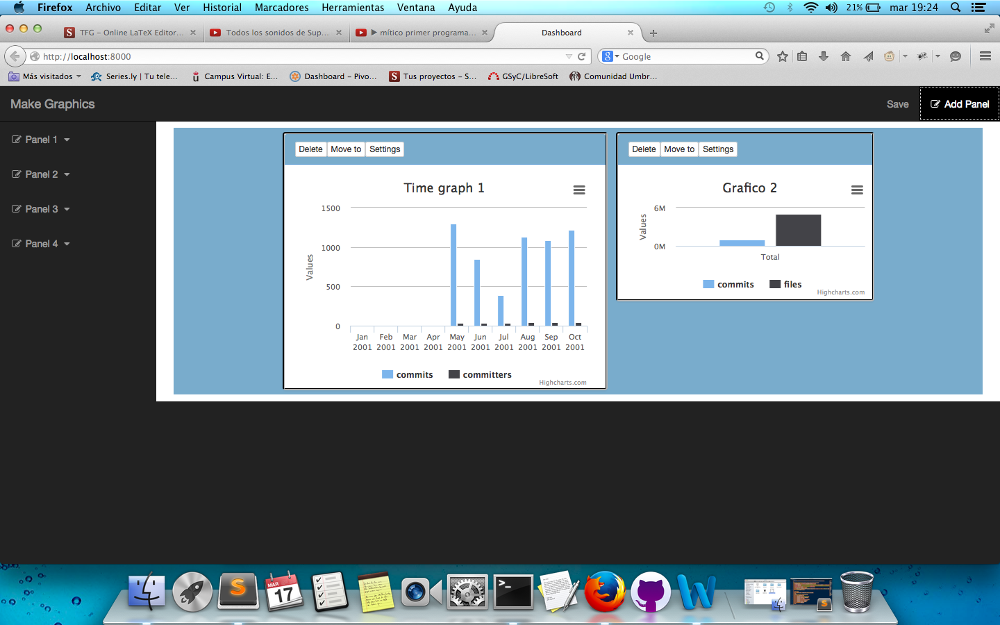 Firefox Archivo Editar Ver Historial Marcadores Herramientas Ventana Ayuda 21% mar 19:24
TFG – Online LaTeX Editor... Todos los sonidos de Sup... mítico primer programa... Dashboard
http://localhost:8000 Google
Más visitados Series.ly | Tu tele... Campus Virtual: E... Dashboard – Pivo... Tus proyectos – S... GSyC/LibreSoft Comunidad Umbr...
Make Graphics Save Add Panel
Panel 1
Panel 2
Panel 3
Panel 4
Delete Move to Settings
Time graph 1
1500
1000
500
0
Values
Jan 2001 Feb 2001 Mar 2001 Apr 2001 May 2001 Jun 2001 Jul 2001 Aug 2001 Sep 2001 Oct 2001
commits committers
Highcharts.com
Delete Move to Settings
Grafico 2
6M
0M
Values
Total
commits files
Highcharts.com
MAR
17